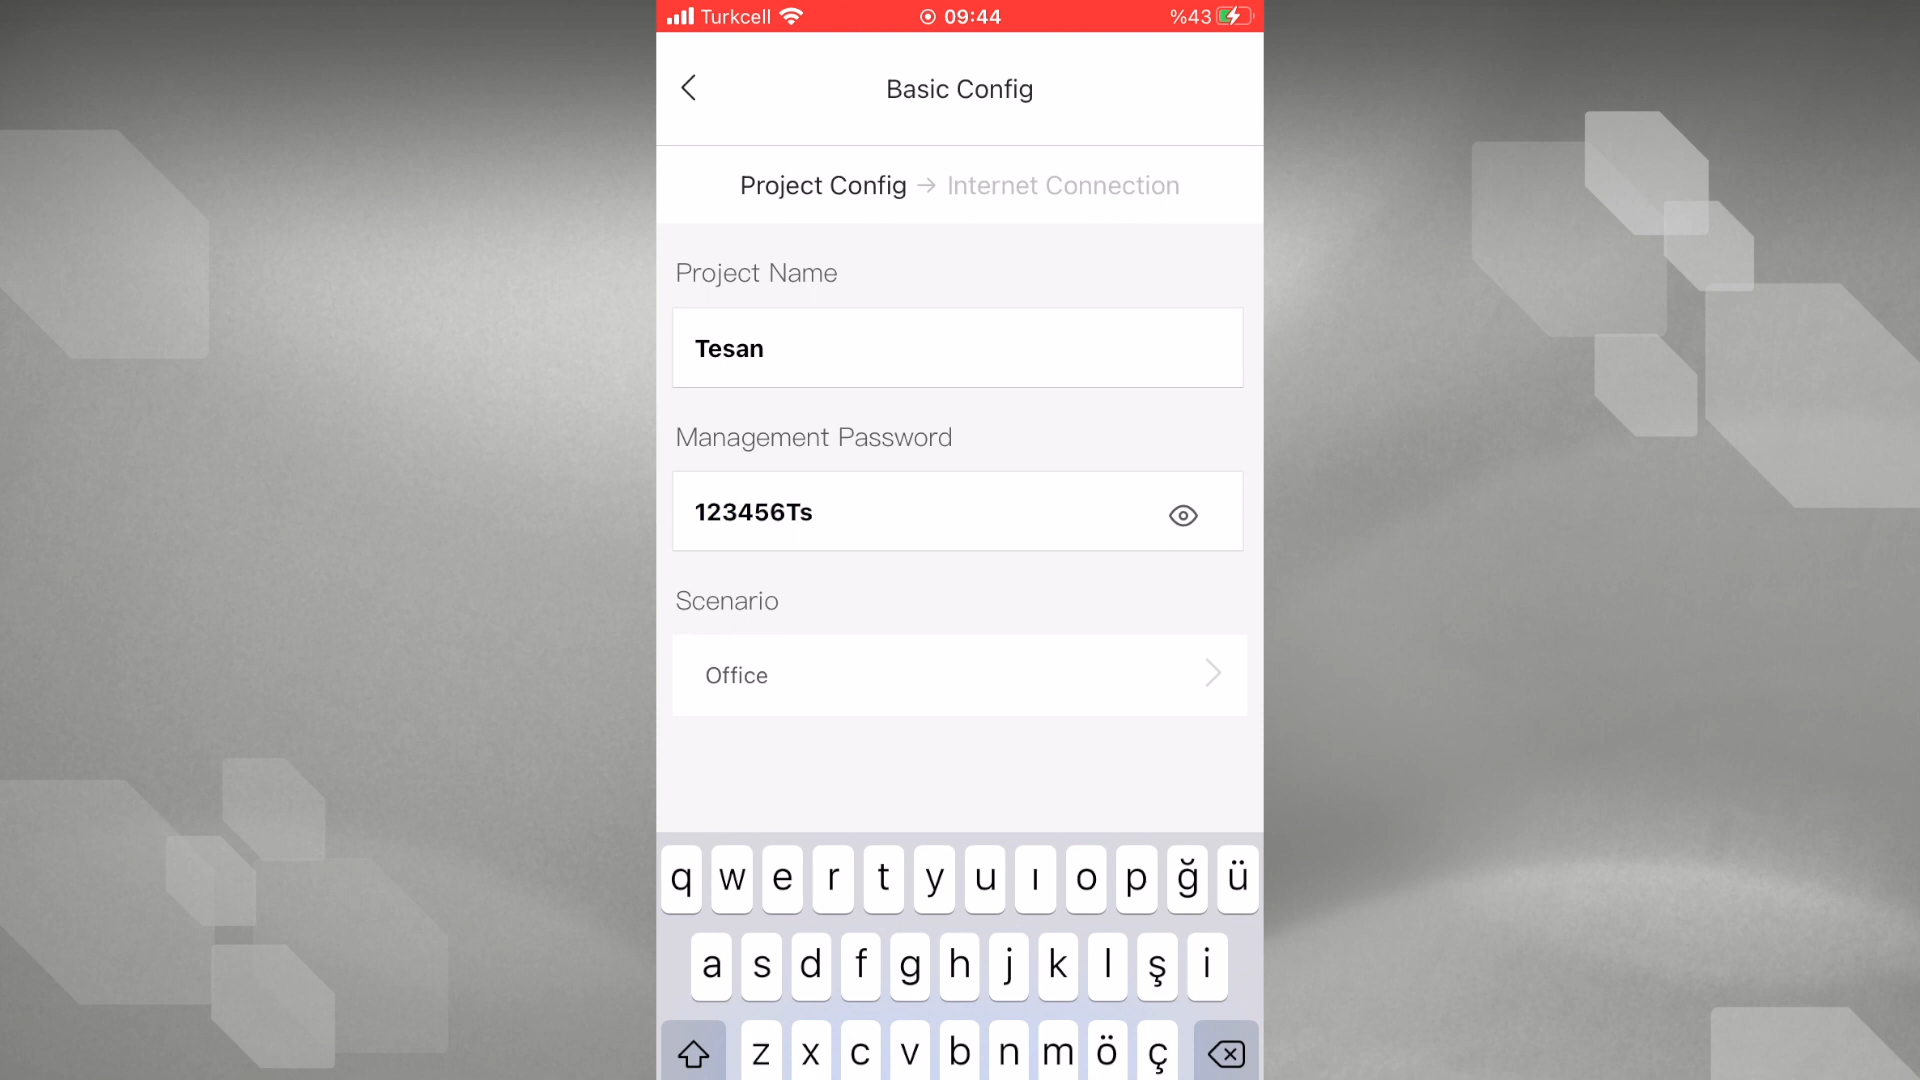 Turkcell 09:44 %43
Basic Config
Project Config → Internet Connection
Project Name
Tesan
Management Password
123456Ts
Scenario
Office
q w e r t y u ı o p ğ ü
a s d f g h j k l ş i
z x c v b n m ö ç